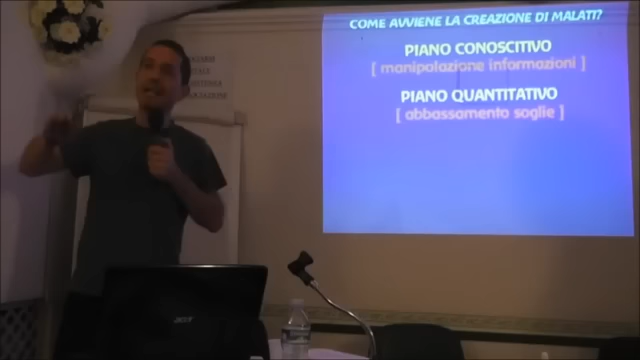 COME AVVIENE LA CREAZIONE DI MALATI?
PIANO CONOSCITIVO
[ manipolazione informazioni ]
PIANO QUANTITATIVO
[ abbassamento soglie ]
acer